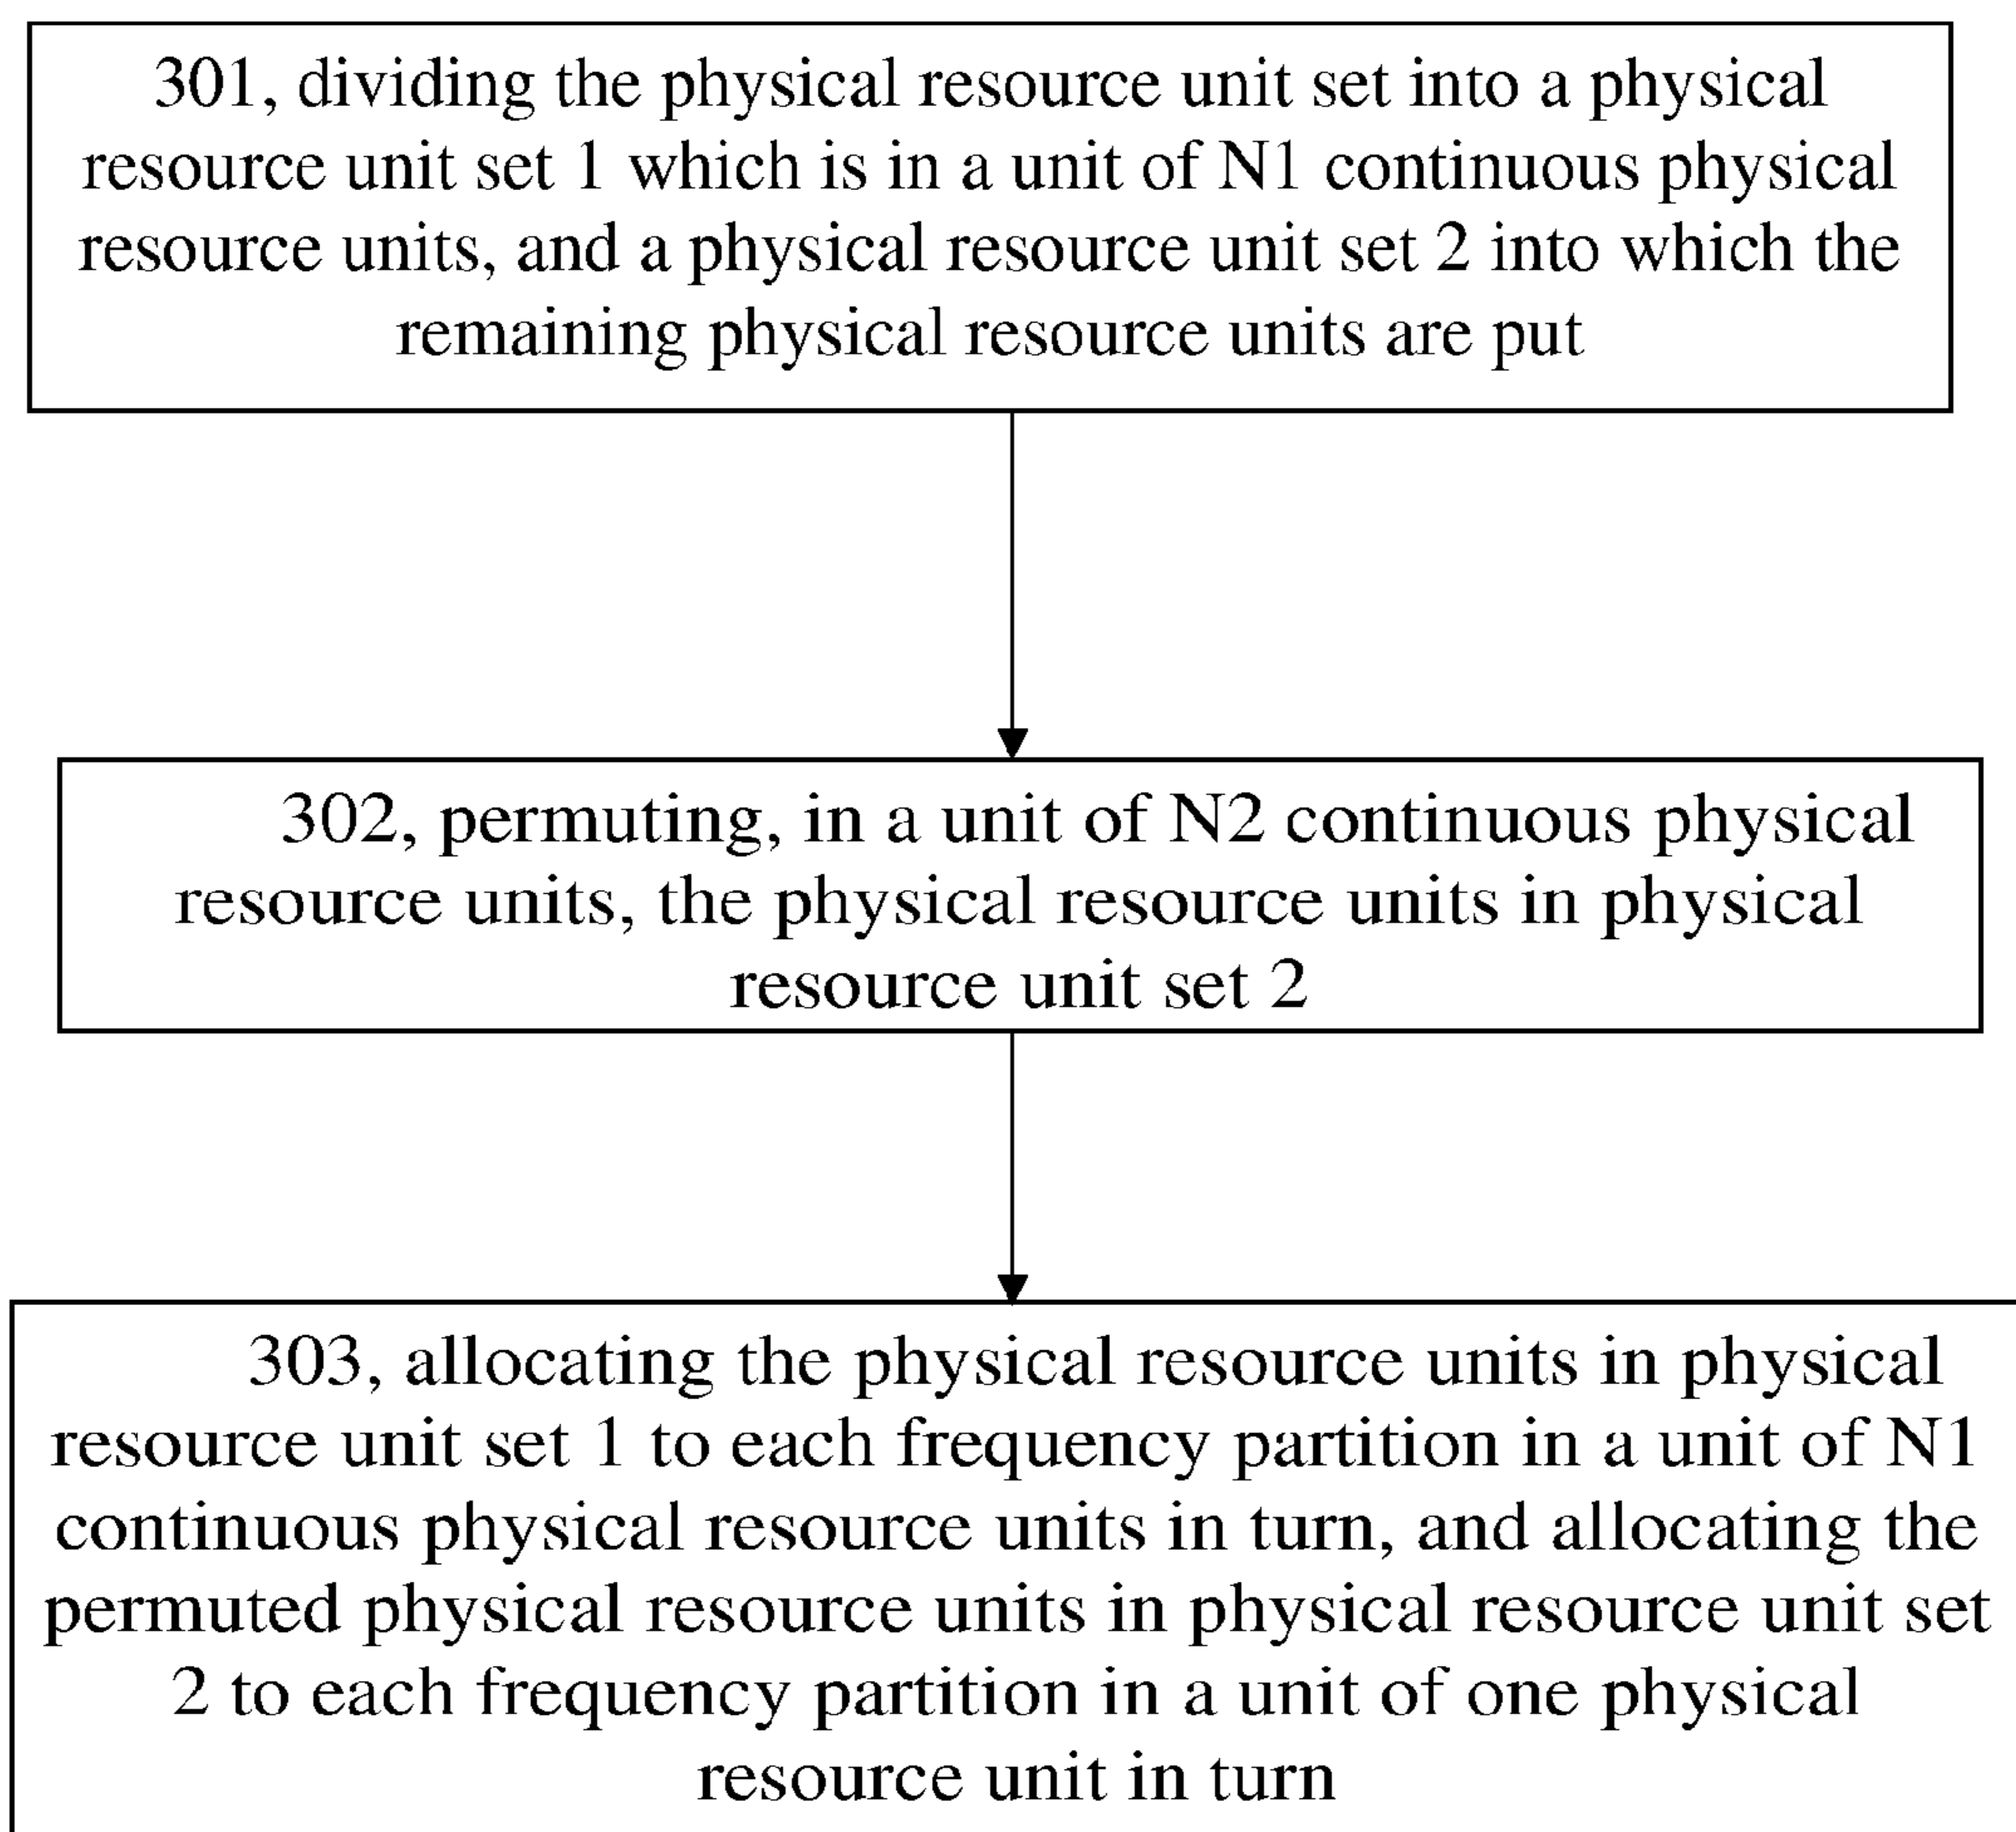 301, dividing the physical resource unit set into a physical
resource unit set 1 which is in a unit of N1 continuous physical
resource units, and a physical resource unit set 2 into which the
remaining physical resource units are put
302, permuting, in a unit of N2 continuous physical
resource units, the physical resource units in physical
resource unit set 2
303, allocating the physical resource units in physical
resource unit set 1 to each frequency partition in a unit of N1
continuous physical resource units in turn, and allocating the
permuted physical resource units in physical resource unit set
2 to each frequency partition in a unit of one physical
resource unit in turn